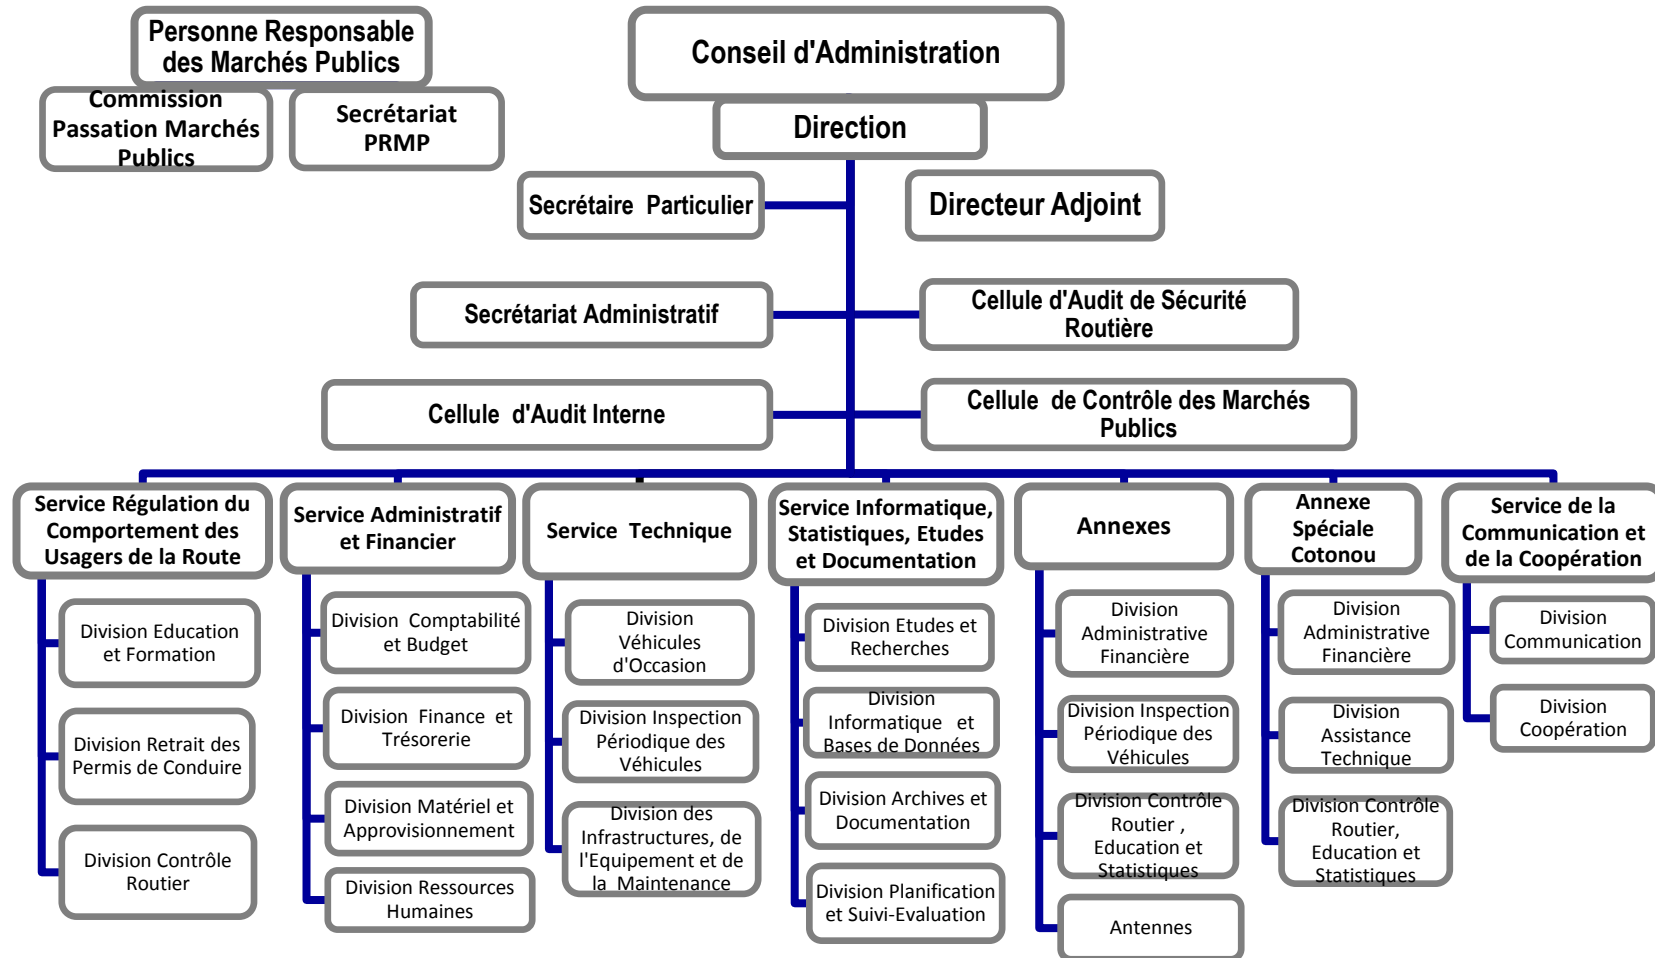 Personne Responsable
des Marchés Publics
Commission
Passation Marchés
Publics
Secrétariat
PRMP
Conseil d'Administration
Direction
Secrétaire Particulier
Directeur Adjoint
Secrétariat Administratif
Cellule d'Audit de Sécurité
Routière
Cellule d'Audit Interne
Cellule de Contrôle des Marchés
Publics
Service Régulation du
Comportement des
Usagers de la Route
Division Education
et Formation
Division Retrait des
Permis de Conduire
Division Contrôle
Routier
Service Administratif
et Financier
Division Comptabilité
et Budget
Division Finance et
Trésorerie
Division Matériel et
Approvisionnement
Division Ressources
Humaines
Service Technique
Division
Véhicules
d'Occasion
Division Inspection
Périodique des
Véhicules
Division des
Infrastructures, de
l'Equipement et de
la Maintenance
Service Informatique,
Statistiques, Etudes
et Documentation
Division Etudes et
Recherches
Division
Informatique et
Bases de Données
Division Archives et
Documentation
Division Planification
et Suivi-Evaluation
Annexes
Division
Administrative
Financière
Division Inspection
Périodique des
Véhicules
Division Contrôle
Routier ,
Education et
Statistiques
Antennes
Annexe
Spéciale
Cotonou
Division
Administrative
Financière
Division
Assistance
Technique
Division Contrôle
Routier,
Education et
Statistiques
Service de la
Communication et
de la Coopération
Division
Communication
Division
Coopération